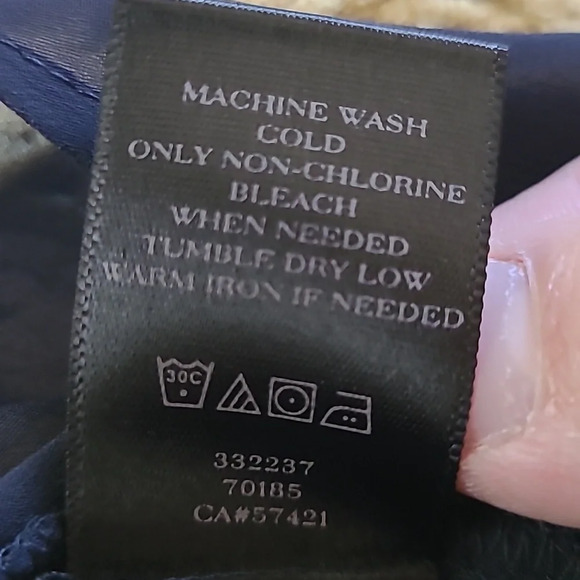 MACHINE WASH
COLD
ONLY NON-CHLORINE
BLEACH
WHEN NEEDED
TUMBLE DRY LOW
WARM IRON IF NEEDED
30C
332237
70185
CA#57421